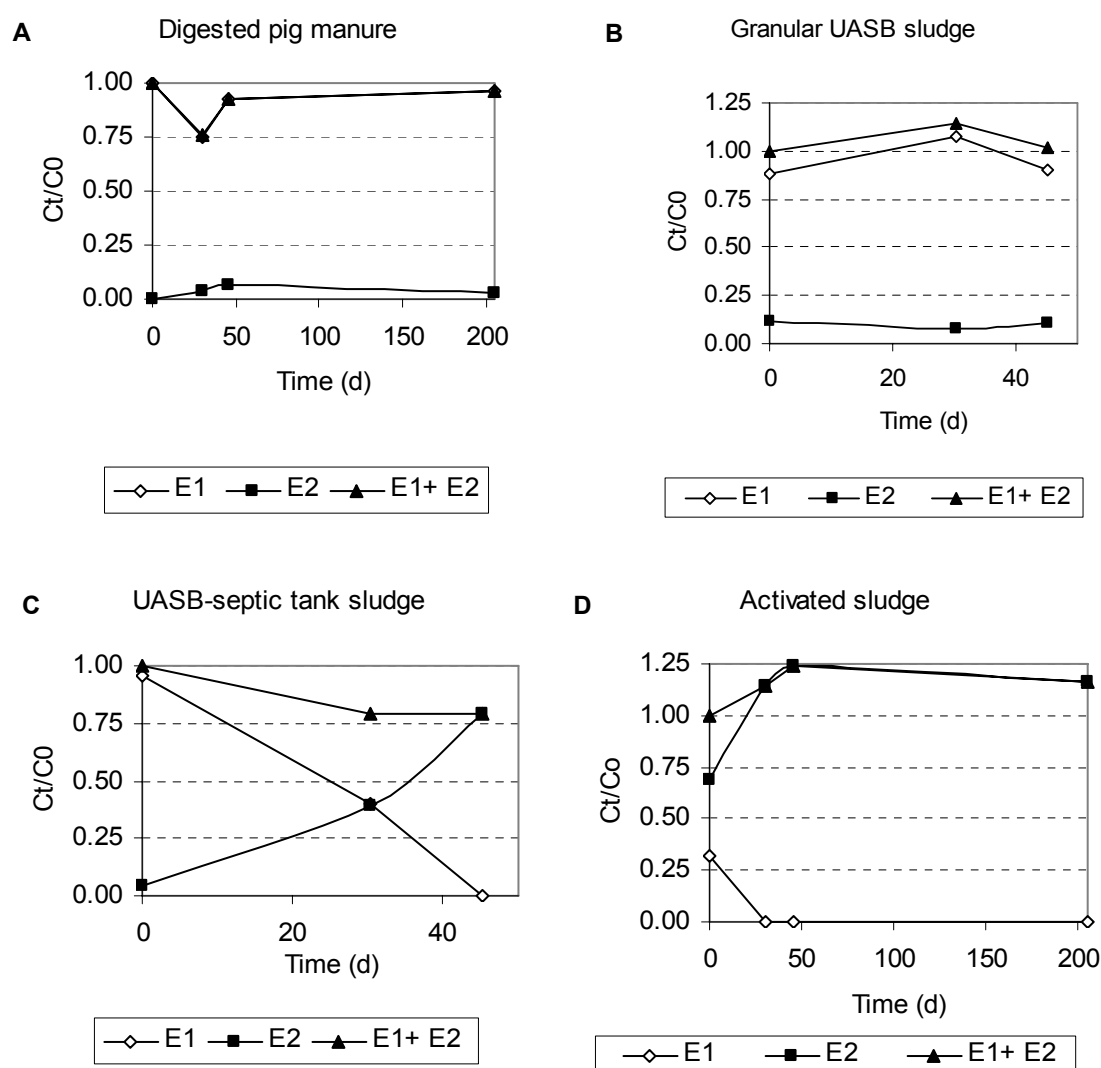 A
Digested pig manure
Ct/C0
1.00
0.75
0.50
0.25
0.00
0 50 100 150 200
Time (d)
E1 E2 E1+ E2
B
Granular UASB sludge
Ct/C0
1.25
1.00
0.75
0.50
0.25
0.00
0 20 40
Time (d)
E1 E2 E1+ E2
C
UASB-septic tank sludge
Ct/C0
1.00
0.75
0.50
0.25
0.00
0 20 40
Time (d)
E1 E2 E1+ E2
D
Activated sludge
Ct/Co
1.25
1.00
0.75
0.50
0.25
0.00
0 50 100 150 200
Time (d)
E1 E2 E1+ E2